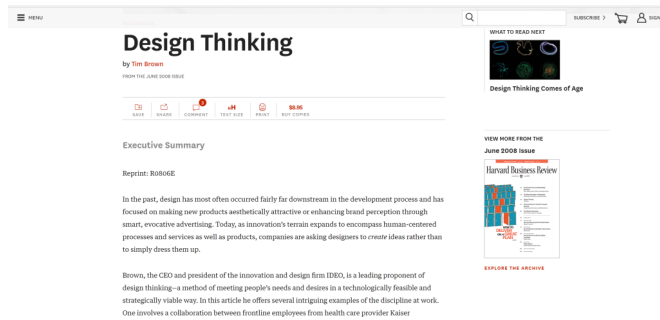 MENU
SUBSCRIBE >
SIGN
Design Thinking
by Tim Brown
FROM THE JUNE 2008 ISSUE
SAVE
SHARE
COMMENT
TEXT SIZE
PRINT
$8.95
BUY COPIES
Executive Summary
Reprint: R0806E
In the past, design has most often occurred fairly far downstream in the development process and has
focused on making new products aesthetically attractive or enhancing brand perception through
smart, evocative advertising. Today, as innovation's terrain expands to encompass human-centered
processes and services as well as products, companies are asking designers to create ideas rather than
to simply dress them up.
Brown, the CEO and president of the innovation and design firm IDEO, is a leading proponent of
design thinking–a method of meeting people's needs and desires in a technologically feasible and
strategically viable way. In this article he offers several intriguing examples of the discipline at work.
One involves a collaboration between frontline employees from health care provider Kaiser
WHAT TO READ NEXT
Design Thinking Comes of Age
VIEW MORE FROM THE
June 2008 Issue
Harvard Business Review
EXPLORE THE ARCHIVE